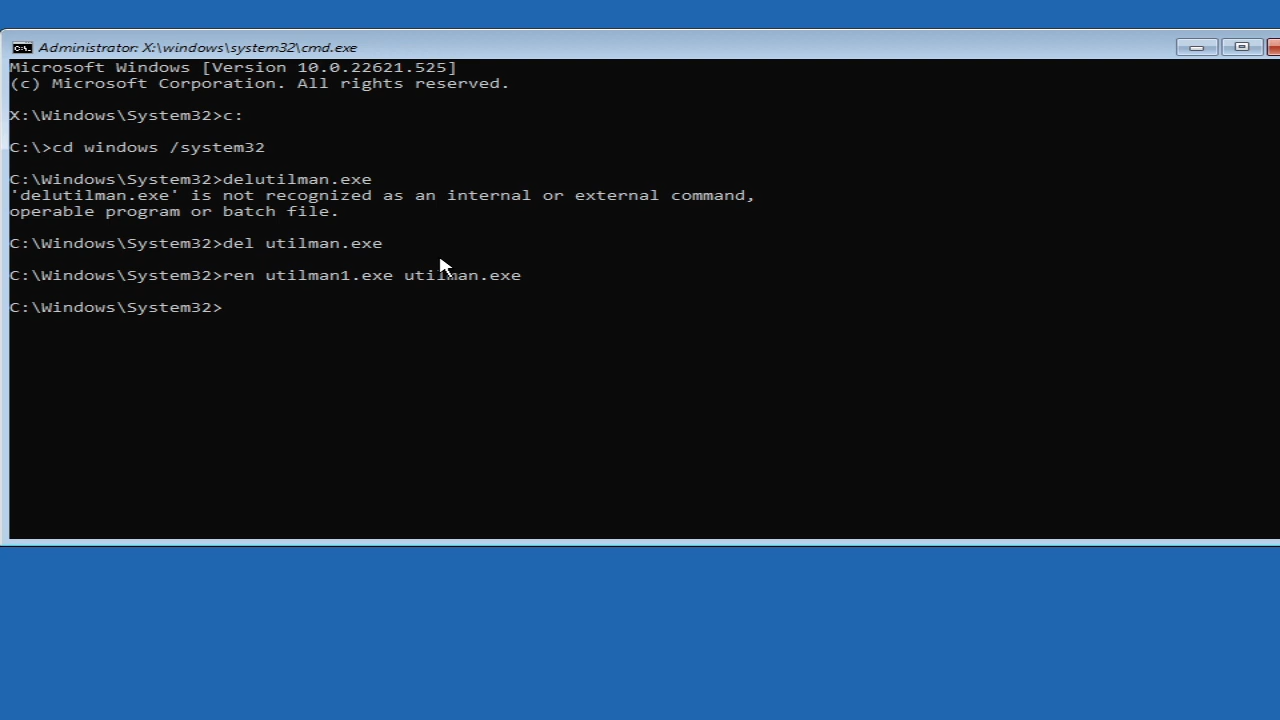 Administrator: X:\windows\system32\cmd.exe
Microsoft Windows [Version 10.0.22621.525]
(c) Microsoft Corporation. All rights reserved.
X:\Windows\System32>c:
C:\>cd windows /system32
C:\Windows\System32>delutilman.exe
'delutilman.exe' is not recognized as an internal or external command,
operable program or batch file.
C:\Windows\System32>del utilman.exe
C:\Windows\System32>ren utilman1.exe utilman.exe
C:\Windows\System32>